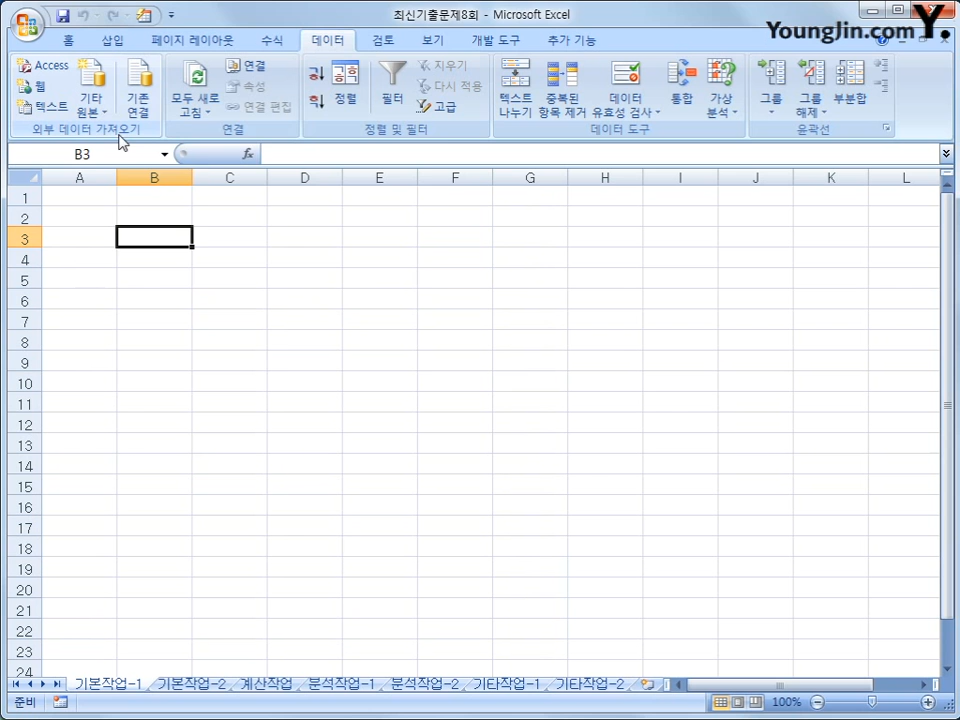 최신기출문제8회 - Microsoft Excel
YoungJin.com Y.
홈 삽입 페이지 레이아웃 수식 데이터 검토 보기 개발 도구 추가 기능
Access
웹
텍스트
기타 원본
기존 연결
외부 데이터 가져오기
모두 새로 고침
연결
속성
연결 편집
연결
정렬
필터
지우기
다시 적용
고급
정렬 및 필터
텍스트 나누기
중복된 항목 제거
데이터 유효성 검사
통합
가상 분석
데이터 도구
그룹
그룹 해제
부분합
윤곽선
B3 fx
A B C D E F G H I J K L
1
2
3
4
5
6
7
8
9
10
11
12
13
14
15
16
17
18
19
20
21
22
23
24
기본작업-1 기본작업-2 계산작업 분석작업-1 분석작업-2 기타작업-1 기타작업-2
준비 100%